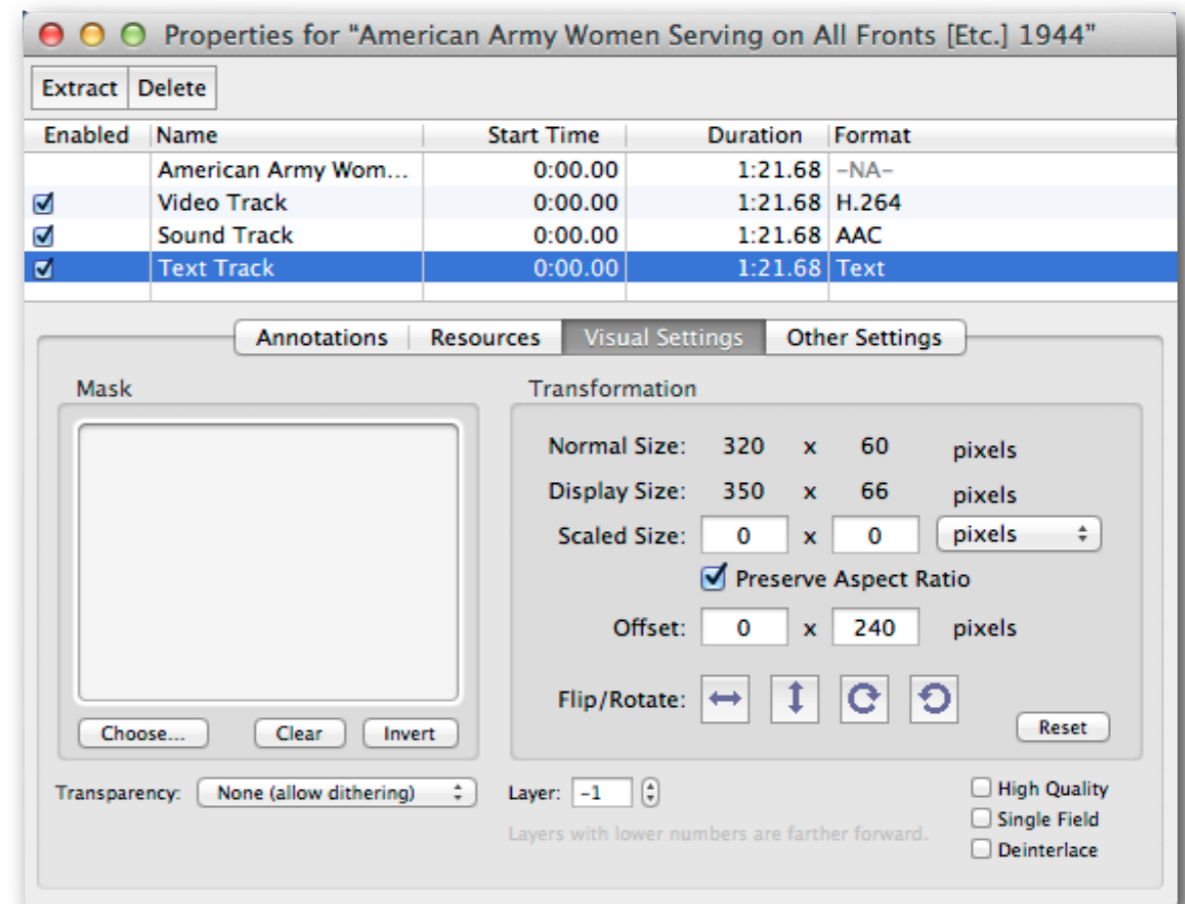 Properties for “American Army Women Serving on All Fronts [Etc.] 1944”
Extract Delete
Enabled Name Start Time Duration Format
American Army Wom... 0:00.00 1:21.68 -NA-
Video Track 0:00.00 1:21.68 H.264
Sound Track 0:00.00 1:21.68 AAC
Text Track 0:00.00 1:21.68 Text
Annotations Resources Visual Settings Other Settings
Mask Transformation
Normal Size: 320 x 60 pixels
Display Size: 350 x 66 pixels
Scaled Size: 0 x 0 pixels
Preserve Aspect Ratio
Offset: 0 x 240 pixels
Flip/Rotate:
Choose... Clear Invert Reset
Transparency: None (allow dithering) Layer: -1 High Quality
Layers with lower numbers are farther forward. Single Field
Deinterlace